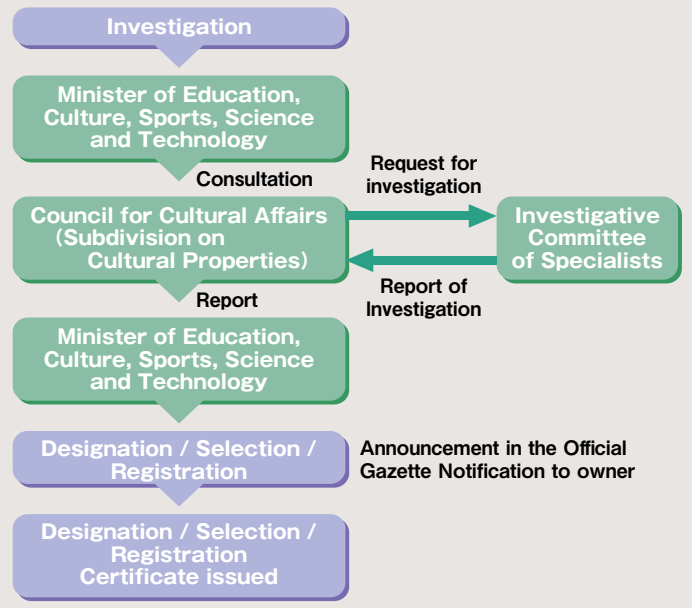 Investigation
Minister of Education,
Culture, Sports, Science
and Technology
Consultation
Request for
investigation
Council for Cultural Affairs
(Subdivision on
Cultural Properties)
Investigative
Committee
of Specialists
Report
Report of
Investigation
Minister of Education,
Culture, Sports, Science
and Technology
Designation / Selection /
Registration
Announcement in the Official
Gazette Notification to owner
Designation / Selection /
Registration
Certificate issued